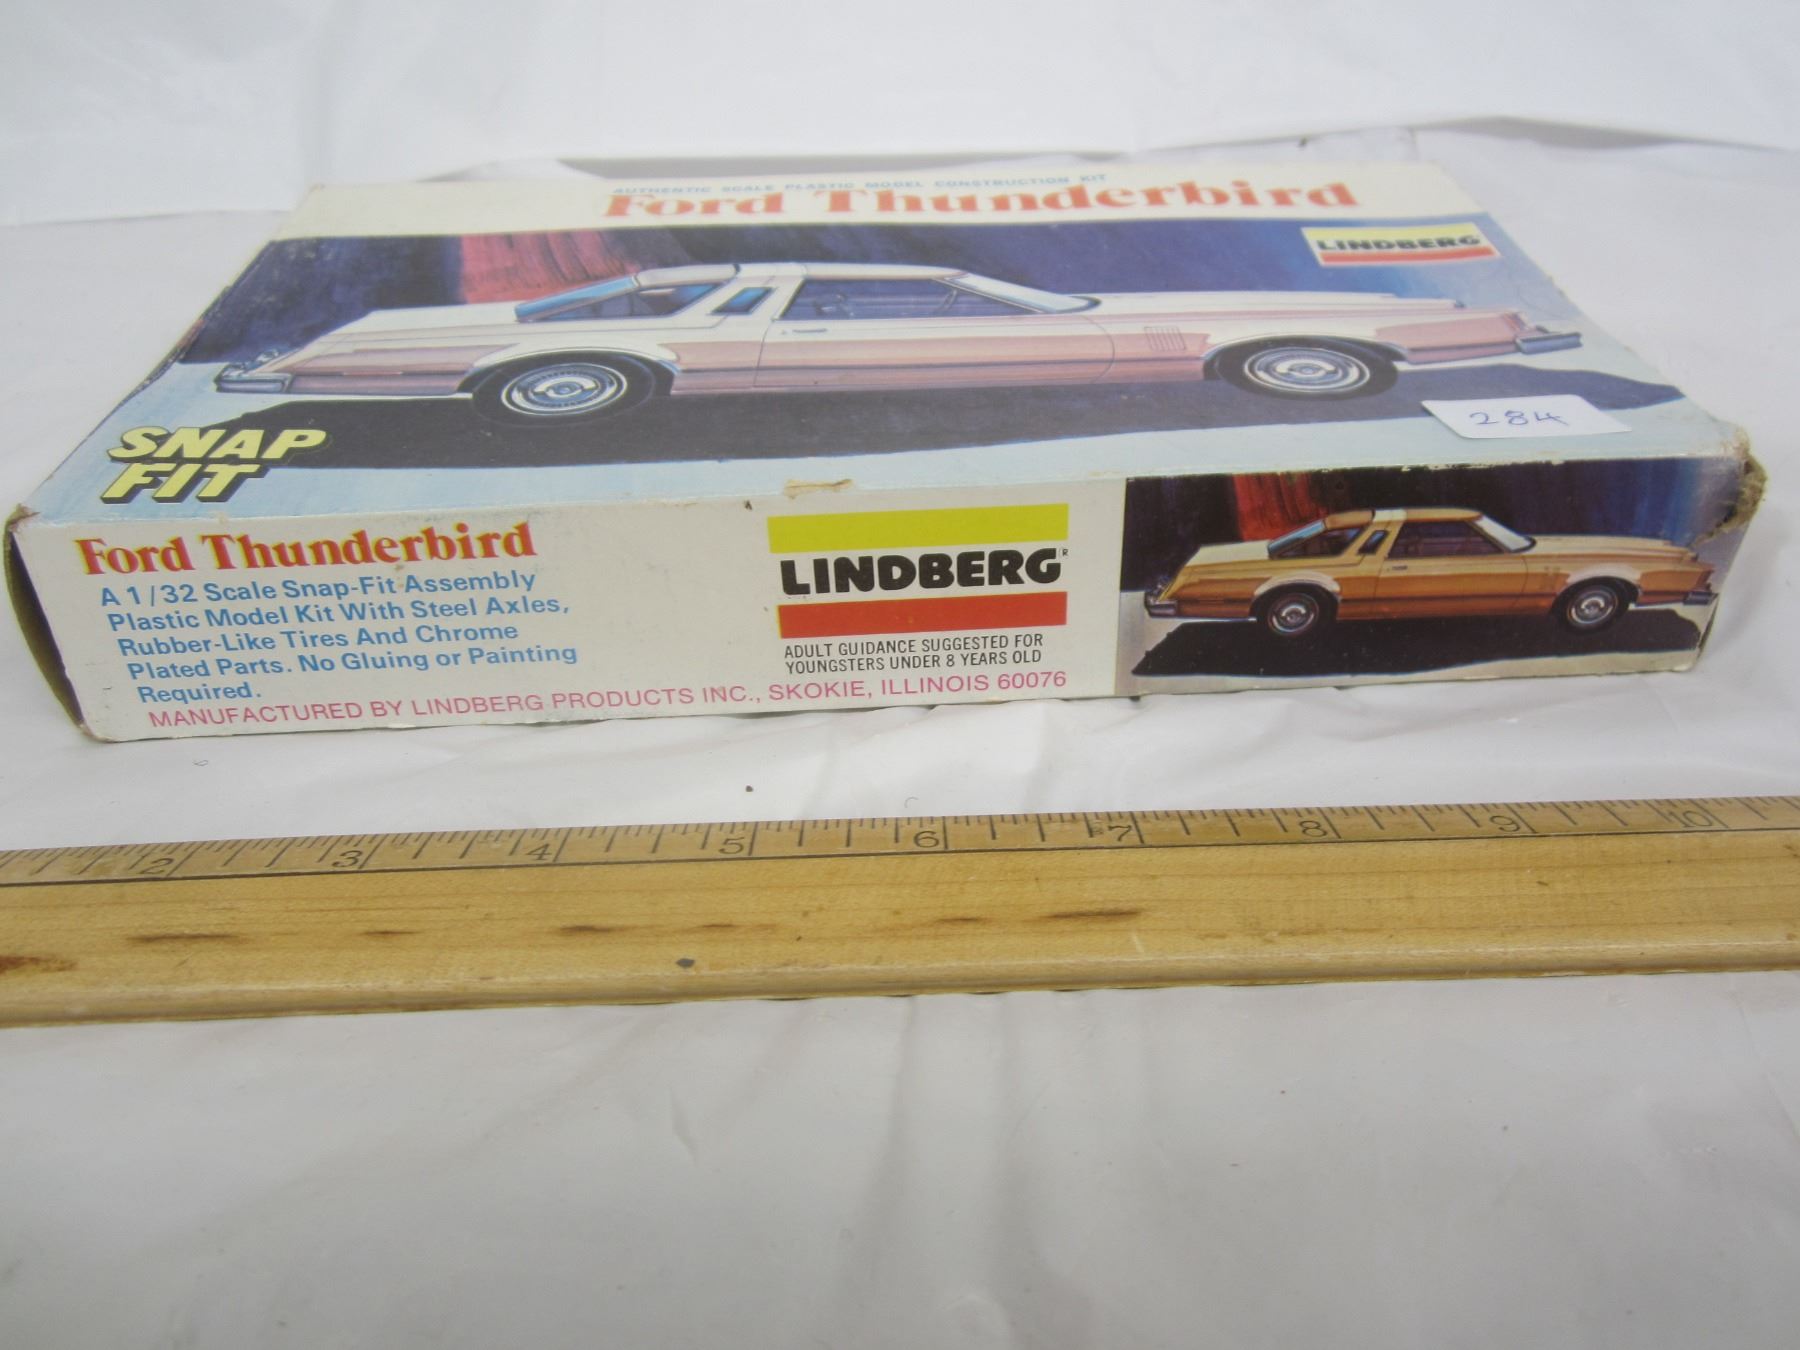 AUTHENTIC SCALE PLASTIC MODEL CONSTRUCTION KIT
Ford Thunderbird
LINDBERG
284
SNAP
FIT
Ford Thunderbird
A 1/32 Scale Snap-Fit Assembly
Plastic Model Kit With Steel Axles,
Rubber-Like Tires And Chrome
Plated Parts. No Gluing or Painting
Required.
MANUFACTURED BY LINDBERG PRODUCTS INC., SKOKIE, ILLINOIS 60076
LINDBERG®
ADULT GUIDANCE SUGGESTED FOR
YOUNGSTERS UNDER 8 YEARS OLD
2 3 4 5 6 7 8 9 10